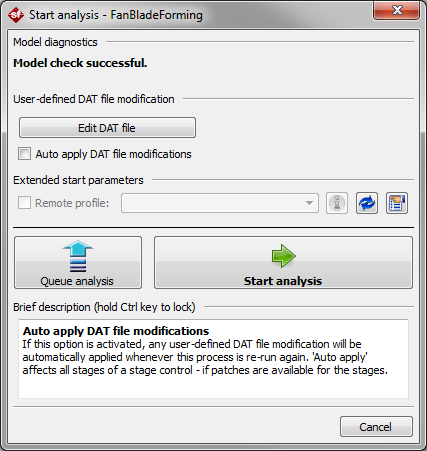 Start analysis - FanBladeForming
Model diagnostics
Model check successful.
User-defined DAT file modification
Edit DAT file
Auto apply DAT file modifications
Extended start parameters
Remote profile:
Queue analysis
Start analysis
Brief description (hold Ctrl key to lock)
Auto apply DAT file modifications
If this option is activated, any user-defined DAT file modification will be
automatically applied whenever this process is re-run again. 'Auto apply'
affects all stages of a stage control - if patches are available for the stages.
Cancel